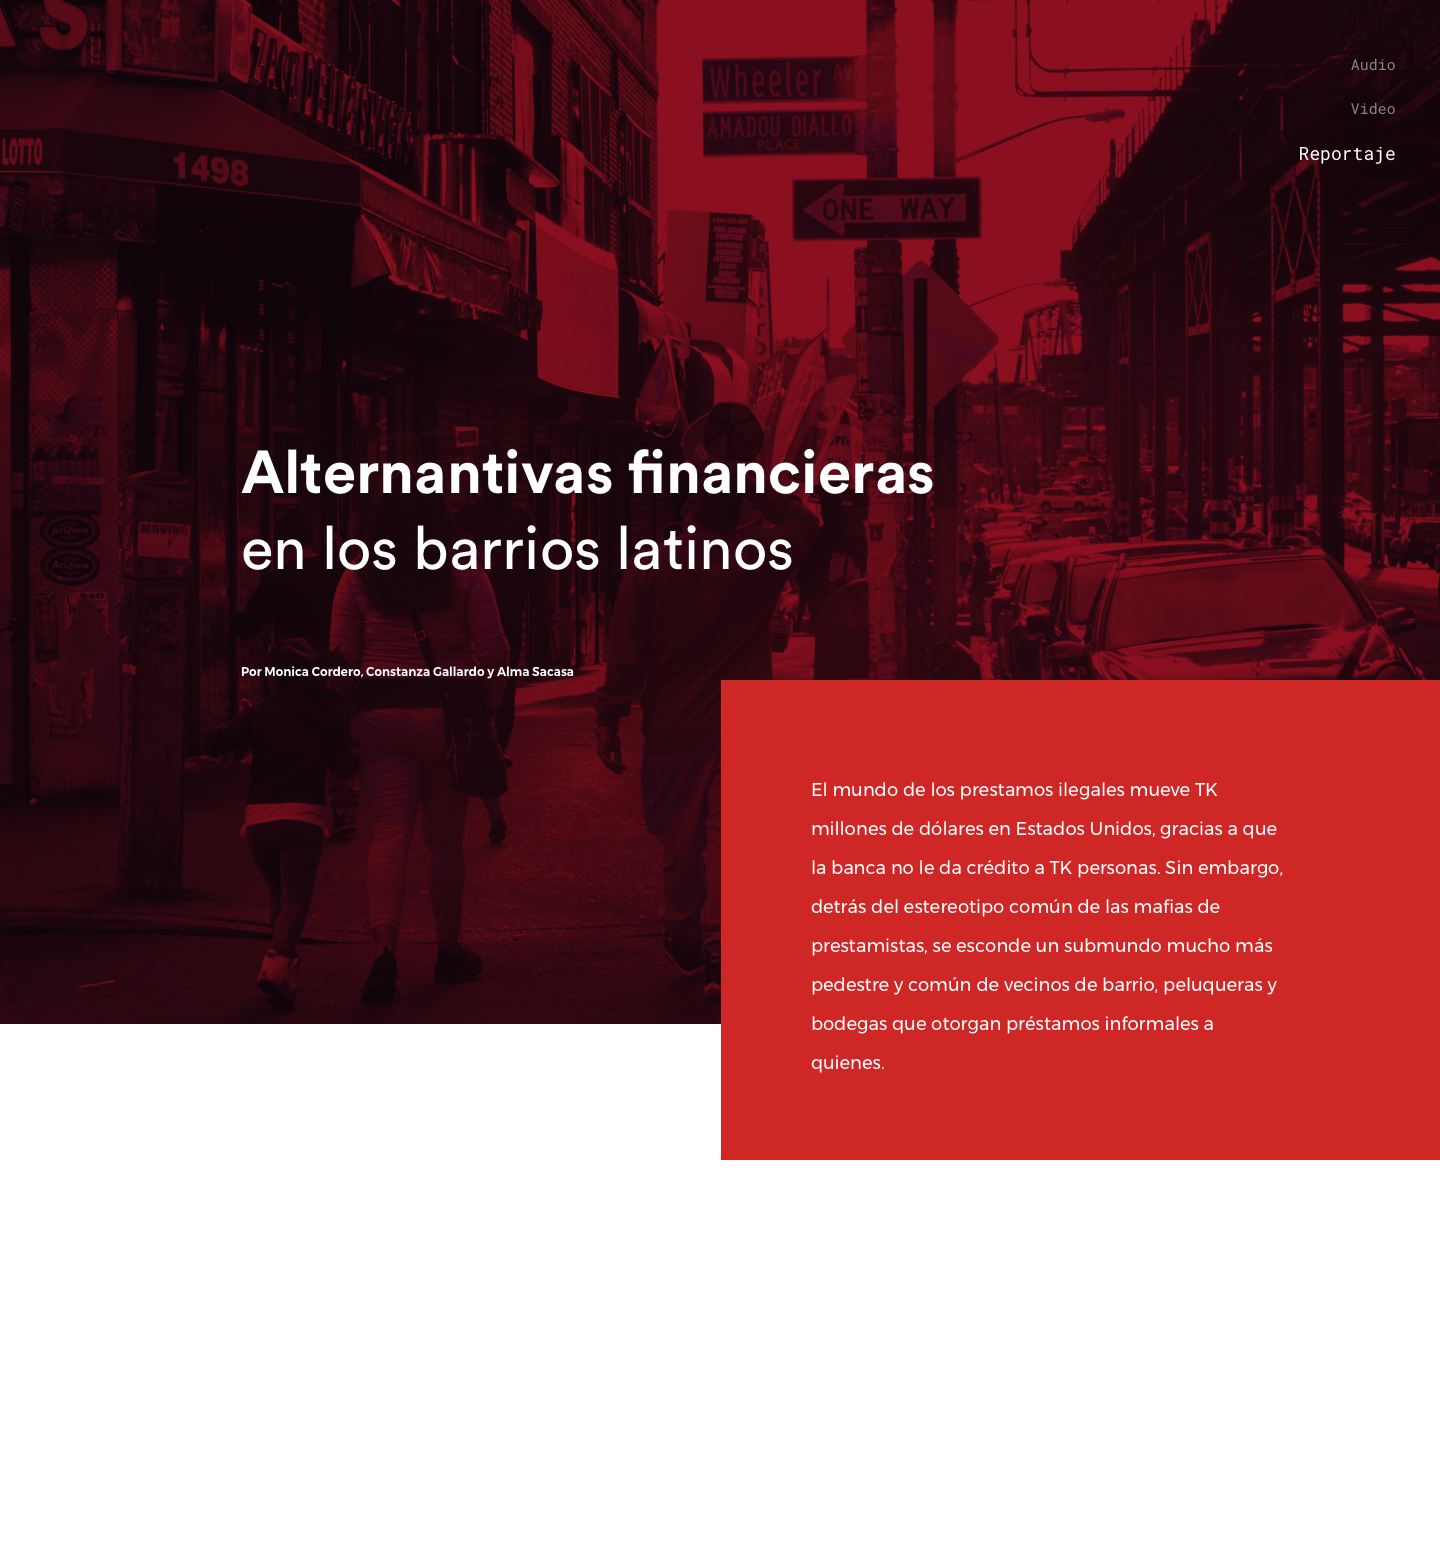 Audio
Video
Reportaje
A'S
LOTTO
1498
Wheeler Av
AMADOU DIALLO
PLACE
ONE WAY
Alternantivas financieras
en los barrios latinos
MOVING
?
AriZona
AriZona
Por Monica Cordero, Constanza Gallardo y Alma Sacasa
El mundo de los prestamos ilegales mueve TK
millones de dólares en Estados Unidos, gracias a que
la banca no le da crédito a TK personas. Sin embargo,
detrás del estereotipo común de las mafias de
prestamistas, se esconde un submundo mucho más
pedestre y común de vecinos de barrio, peluqueras y
bodegas que otorgan préstamos informales a
quienes.